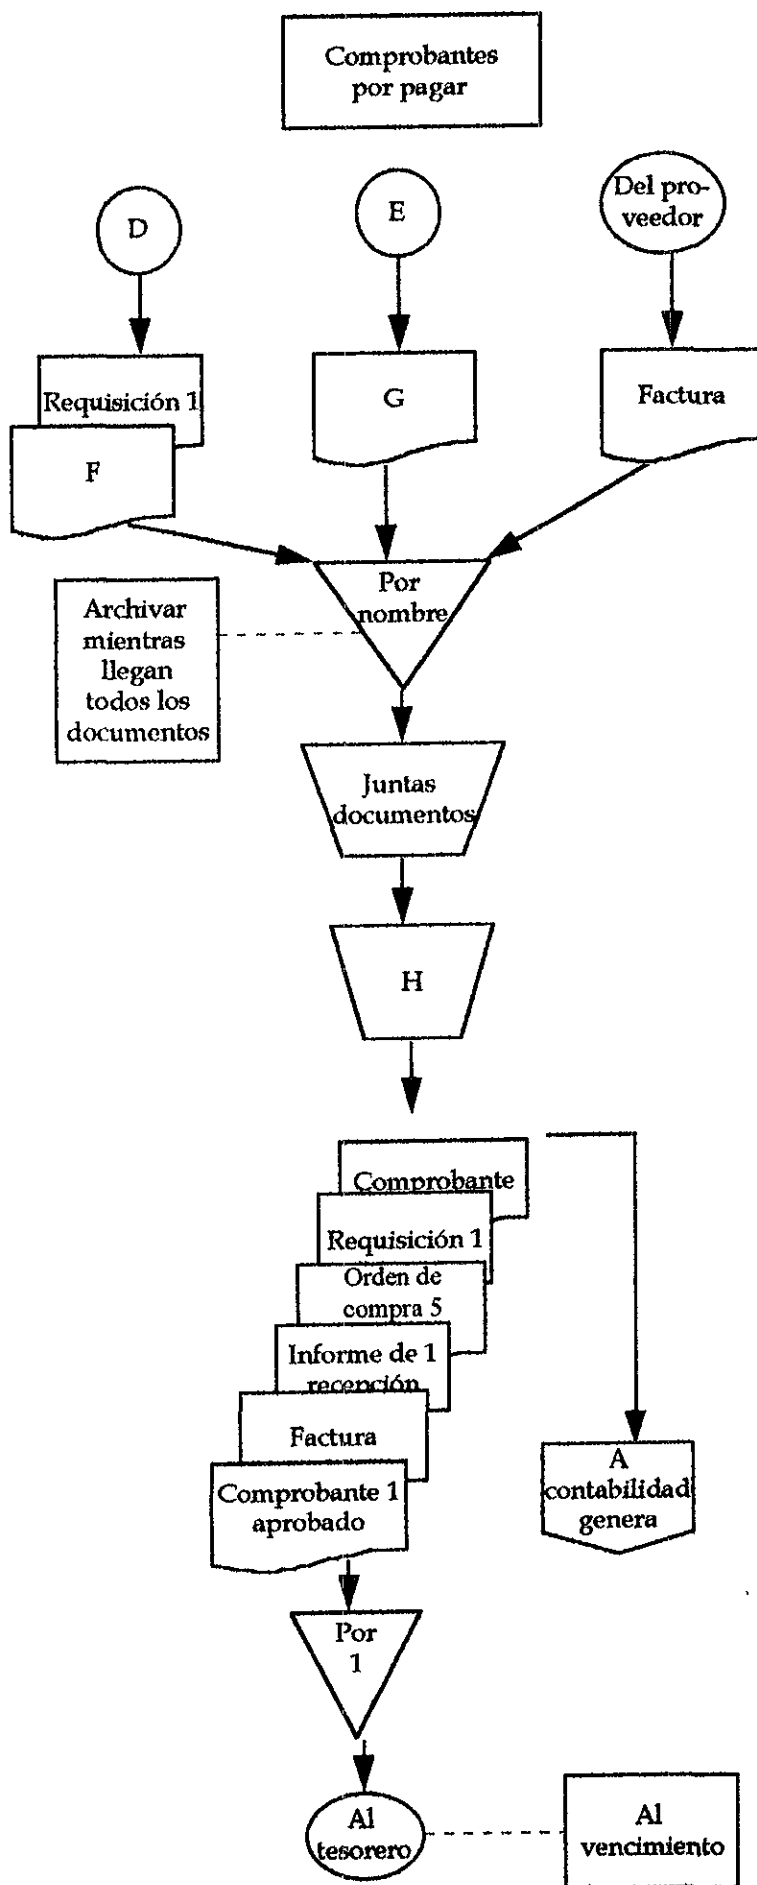 Comprobantes
por pagar
D
E
Del pro-
veedor
Requisición 1
F
G
Factura
Por
nombre
Archivar
mientras
llegan
todos los
documentos
Juntas
documentos
H
Comprobante
Requisición 1
Orden de
compra 5
Informe de 1
recepción
Factura
Comprobante 1
aprobado
A
contabilidad
genera
Por
1
Al
tesorero
Al
vencimiento